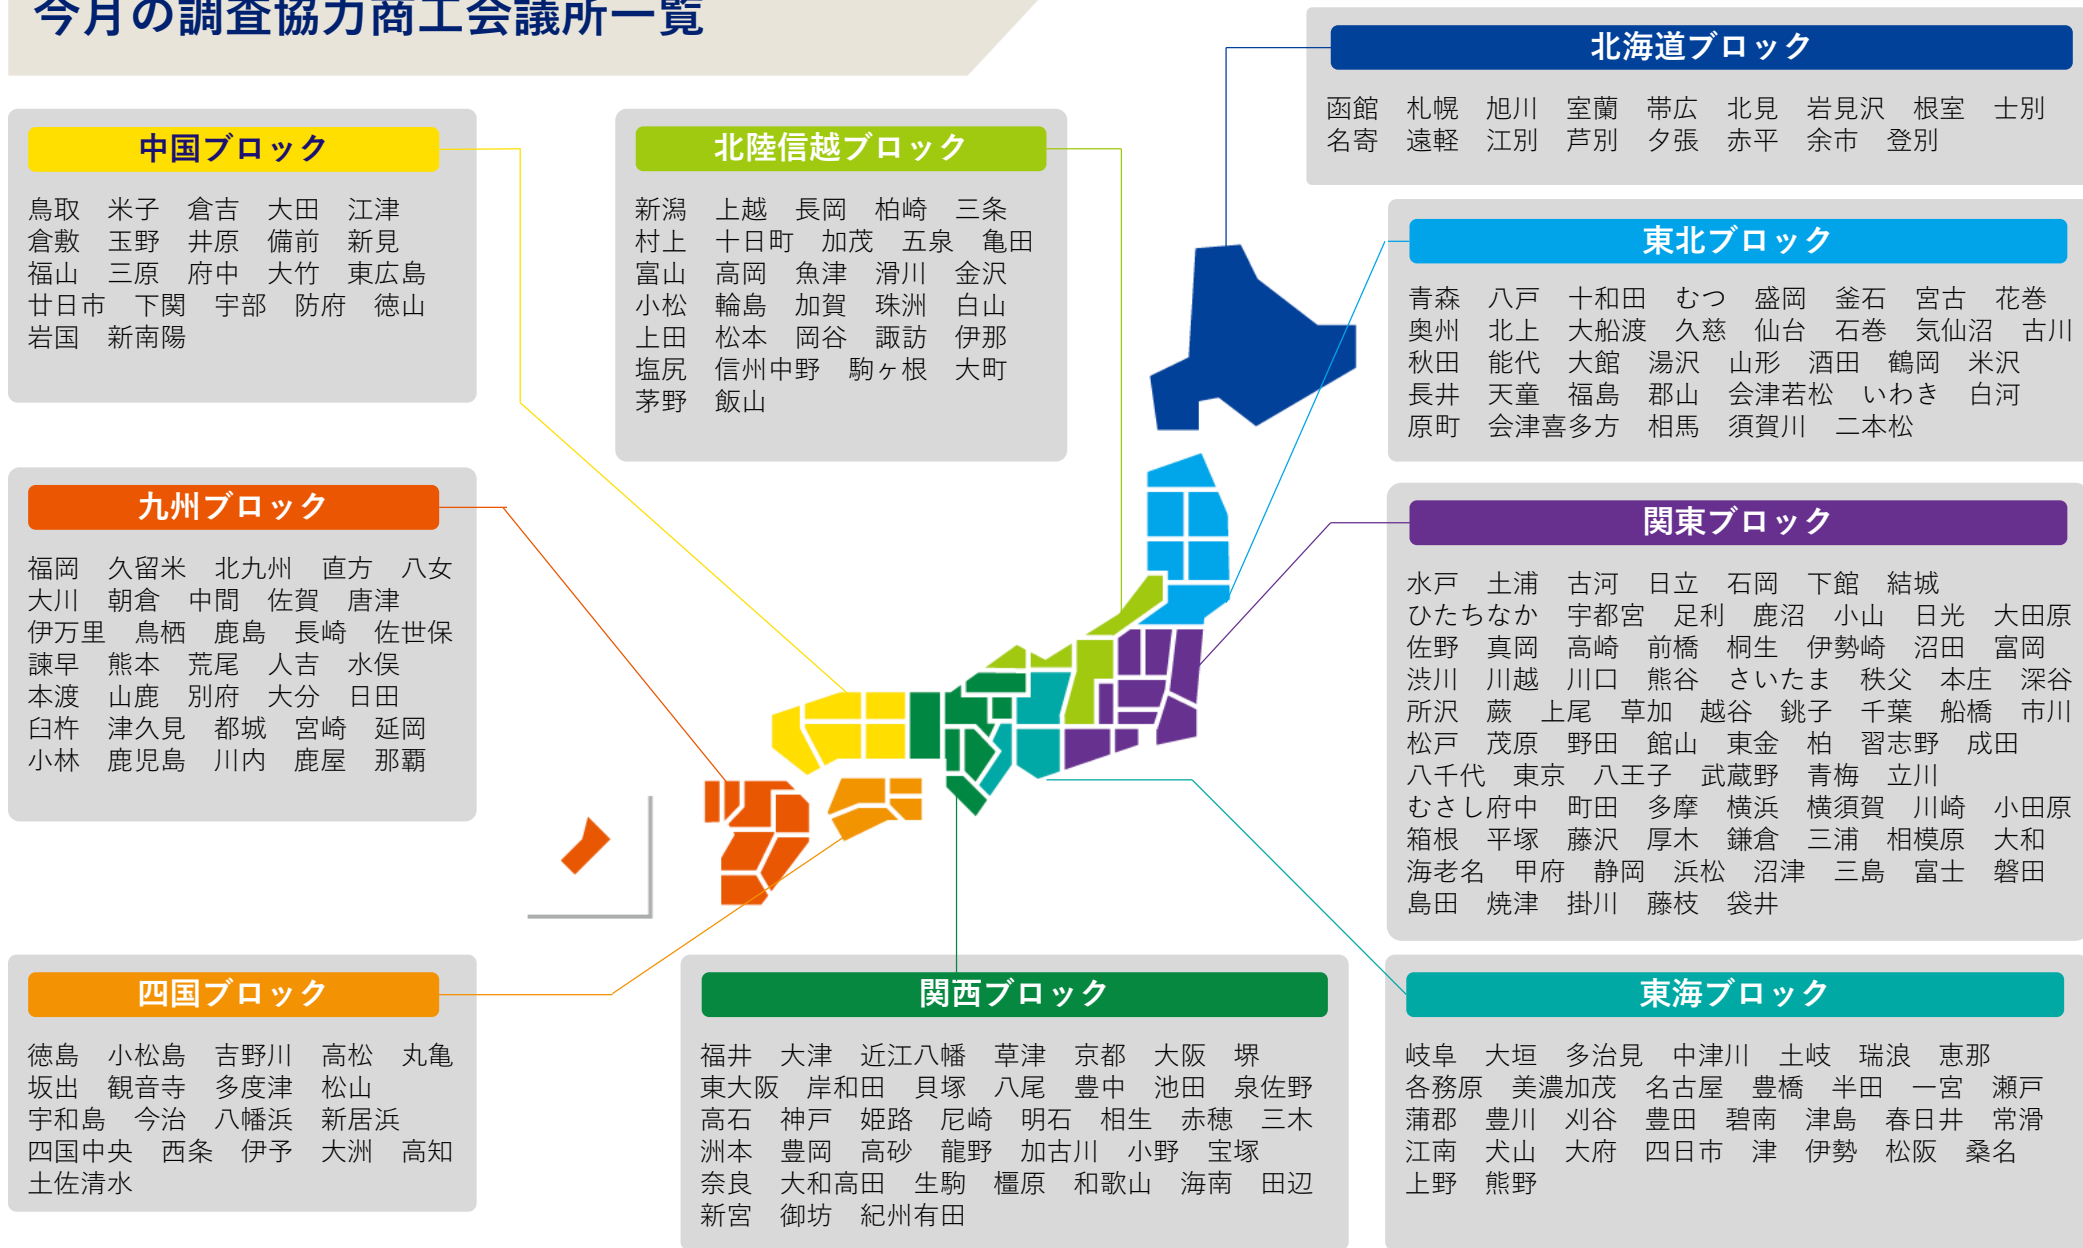 今月の調査協力商工会議所一覧
北海道ブロック
函館 札幌 旭川 室蘭 帯広 北見 岩見沢 根室 士別
名寄 遠軽 江別 芦別 夕張 赤平 余市 登別
中国ブロック
鳥取 米子 倉吉 大田 江津
倉敷 玉野 井原 備前 新見
福山 三原 府中 大竹 東広島
廿日市 下関 宇部 防府 徳山
岩国 新南陽
北陸信越ブロック
新潟 上越 長岡 柏崎 三条
村上 十日町 加茂 五泉 亀田
富山 高岡 魚津 滑川 金沢
小松 輪島 加賀 珠洲 白山
上田 松本 岡谷 諏訪 伊那
塩尻 信州中野 駒ヶ根 大町
茅野 飯山
東北ブロック
青森 八戸 十和田 むつ 盛岡 釜石 宮古 花巻
奥州 北上 大船渡 久慈 仙台 石巻 気仙沼 古川
秋田 能代 大館 湯沢 山形 酒田 鶴岡 米沢
長井 天童 福島 郡山 会津若松 いわき 白河
原町 会津喜多方 相馬 須賀川 二本松
九州ブロック
福岡 久留米 北九州 直方 八女
大川 朝倉 中間 佐賀 唐津
伊万里 鳥栖 鹿島 長崎 佐世保
諫早 熊本 荒尾 人吉 水俣
本渡 山鹿 別府 大分 日田
臼杵 津久見 都城 宮崎 延岡
小林 鹿児島 川内 鹿屋 那覇
関東ブロック
水戸 土浦 古河 日立 石岡 下館 結城
ひたちなか 宇都宮 足利 鹿沼 小山 日光 大田原
佐野 真岡 高崎 前橋 桐生 伊勢崎 沼田 富岡
渋川 川越 川口 熊谷 さいたま 秩父 本庄 深谷
所沢 蕨 上尾 草加 越谷 銚子 千葉 船橋 市川
松戸 茂原 野田 館山 東金 柏 習志野 成田
八千代 東京 八王子 武蔵野 青梅 立川
むさし府中 町田 多摩 横浜 横須賀 川崎 小田原
箱根 平塚 藤沢 厚木 鎌倉 三浦 相模原 大和
海老名 甲府 静岡 浜松 沼津 三島 富士 磐田
島田 焼津 掛川 藤枝 袋井
四国ブロック
徳島 小松島 吉野川 高松 丸亀
坂出 観音寺 多度津 松山
宇和島 今治 八幡浜 新居浜
四国中央 西条 伊予 大洲 高知
土佐清水
関西ブロック
福井 大津 近江八幡 草津 京都 大阪 堺
東大阪 岸和田 貝塚 八尾 豊中 池田 泉佐野
高石 神戸 姫路 尼崎 明石 相生 赤穂 三木
洲本 豊岡 高砂 龍野 加古川 小野 宝塚
奈良 大和高田 生駒 橿原 和歌山 海南 田辺
新宮 御坊 紀州有田
東海ブロック
岐阜 大垣 多治見 中津川 土岐 瑞浪 恵那
各務原 美濃加茂 名古屋 豊橋 半田 一宮 瀬戸
蒲郡 豊川 刈谷 豊田 碧南 津島 春日井 常滑
江南 犬山 大府 四日市 津 伊勢 松阪 桑名
上野 熊野